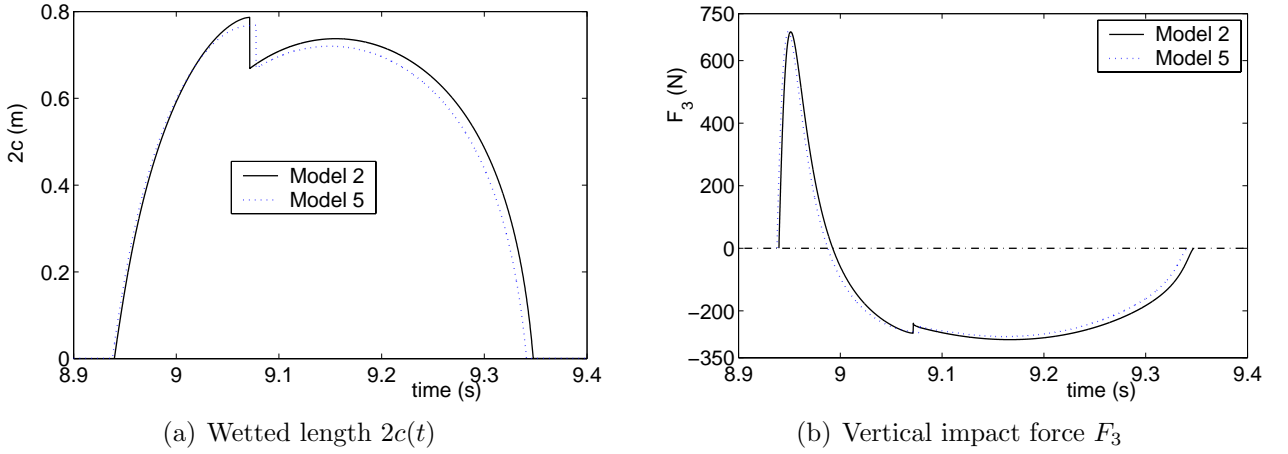 0.8
0.6
0.4
0.2
0
2c (m)
Model 2
Model 5
8.9 9 9.1 9.2 9.3 9.4
time (s)
(a) Wetted length 2c(t)
750
600
400
200
0
−200
−350
F_3 (N)
Model 2
Model 5
8.9 9 9.1 9.2 9.3 9.4
time (s)
(b) Vertical impact force F_3